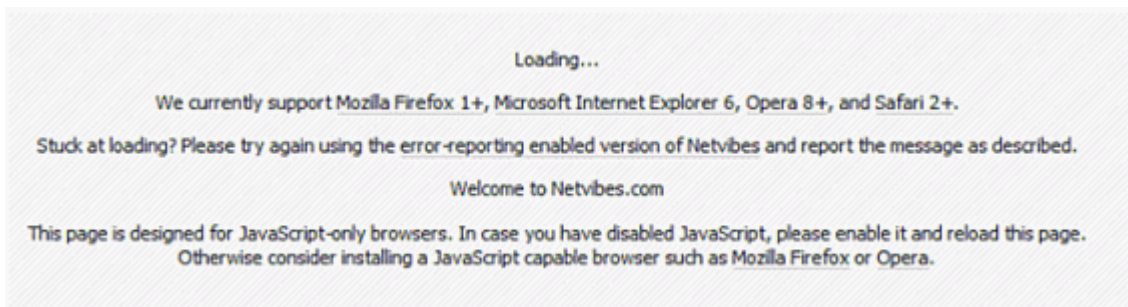 Loading...
We currently support Mozilla Firefox 1+, Microsoft Internet Explorer 6, Opera 8+, and Safari 2+.
Stuck at loading? Please try again using the error-reporting enabled version of Netvibes and report the message as described.
Welcome to Netvibes.com
This page is designed for JavaScript-only browsers. In case you have disabled JavaScript, please enable it and reload this page.
Otherwise consider installing a JavaScript capable browser such as Mozilla Firefox or Opera.